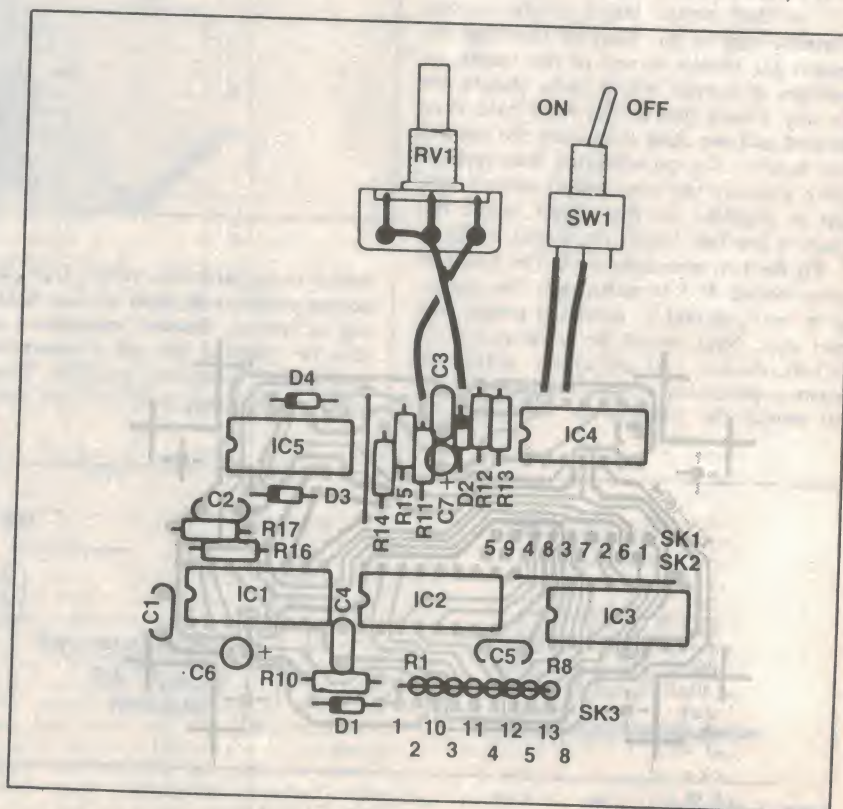 ON OFF
RV1
SW1
C3
D4
IC5
IC4
D3
C2
R17
R16
R14
R15
R11
C7
+
D2
R12
R13
5 9 4 8 3 7 2 6 1
SK1
SK2
C1
IC1
C4
IC2
IC3
C6
+
R10
D1
R1
C5
R8
SK3
1 10 11 12 13
2 3 4 5 8